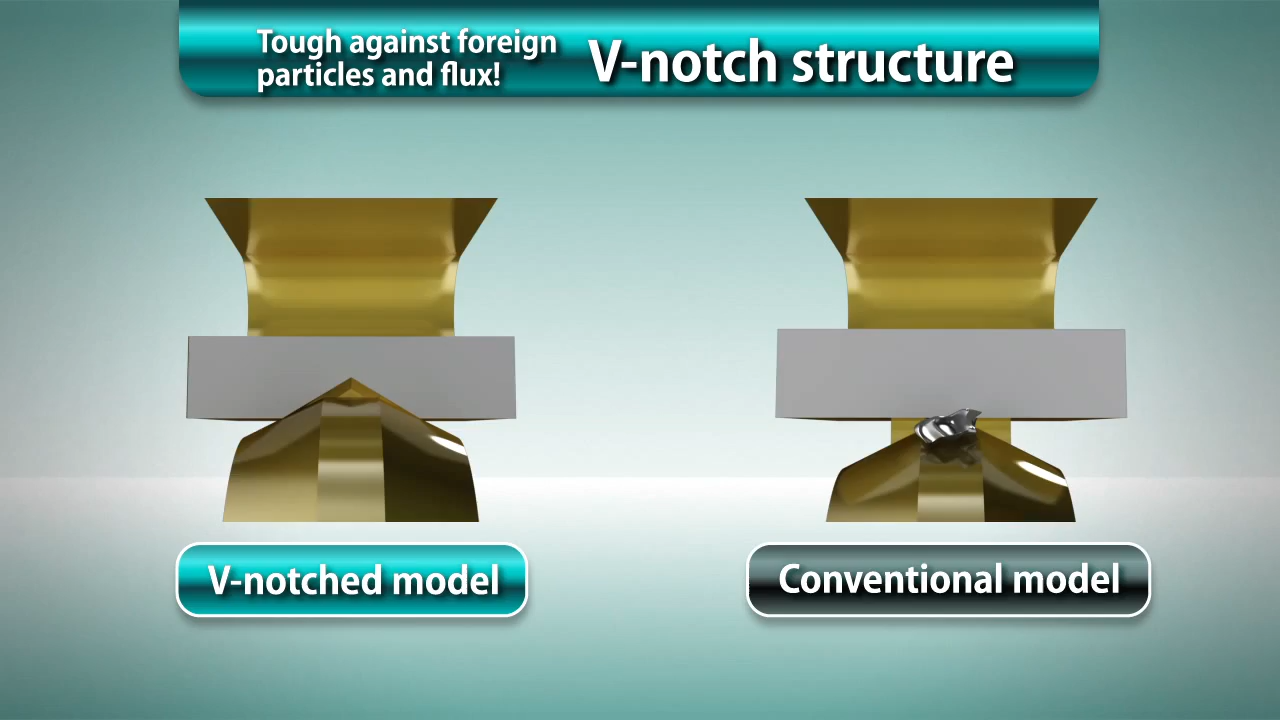 Tough against foreign
particles and flux!
V-notch structure
V-notched model
Conventional model